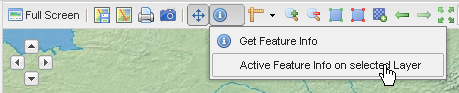 Full Screen
Get Feature Info
Active Feature Info on selected Layer